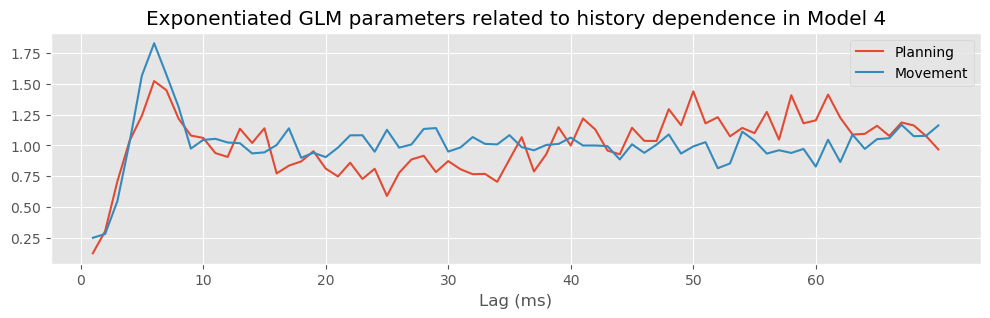 Exponentiated GLM parameters related to history dependence in Model 4
Planning
Movement
1.75
1.50
1.25
1.00
0.75
0.50
0.25
0 10 20 30 40 50 60
Lag (ms)